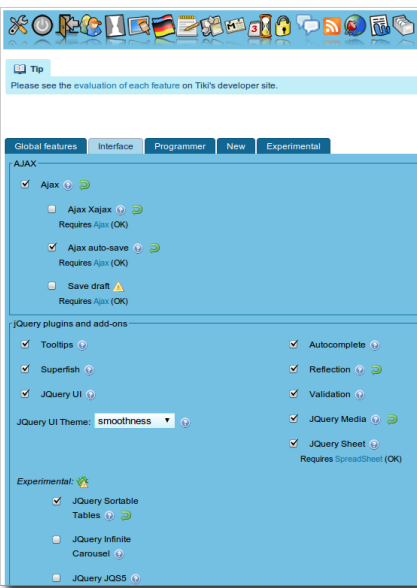 Tip
Please see the evaluation of each feature on Tiki's developer site.
Global features Interface Programmer New Experimental
AJAX
Ajax
Ajax Xajax
Requires Ajax (OK)
Ajax auto-save
Requires Ajax (OK)
Save draft
Requires Ajax (OK)
jQuery plugins and add-ons
Tooltips
Autocomplete
Superfish
Reflection
JQuery UI
Validation
JQuery UI Theme: smoothness
JQuery Media
JQuery Sheet
Requires SpreadSheet (OK)
Experimental:
JQuery Sortable
Tables
JQuery Infinite
Carousel
JQuery JQS5